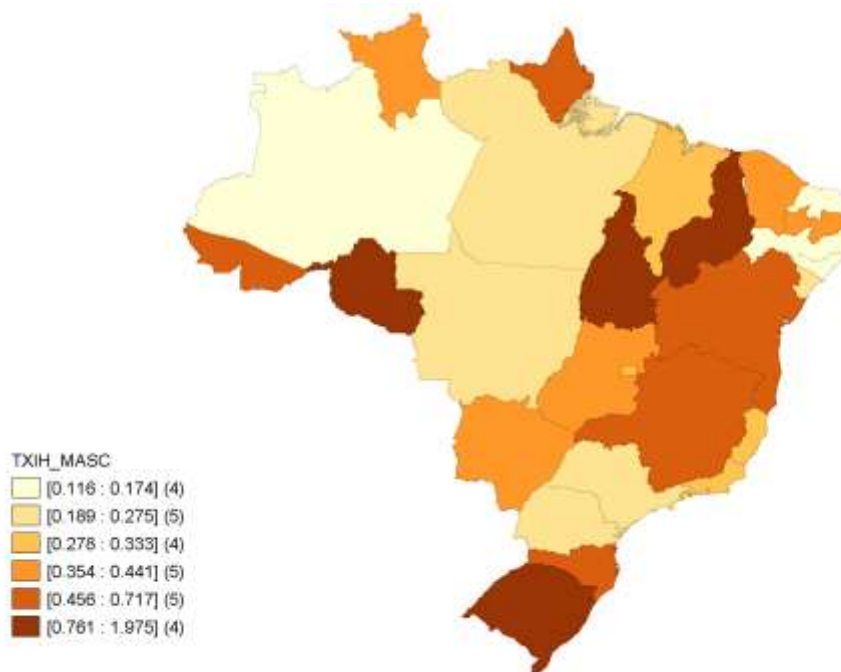 TXIH_MASC
[0.116 : 0.174] (4)
[0.189 : 0.275] (5)
[0.278 : 0.333] (4)
[0.354 : 0.441] (5)
[0.456 : 0.717] (5)
[0.761 : 1.975] (4)